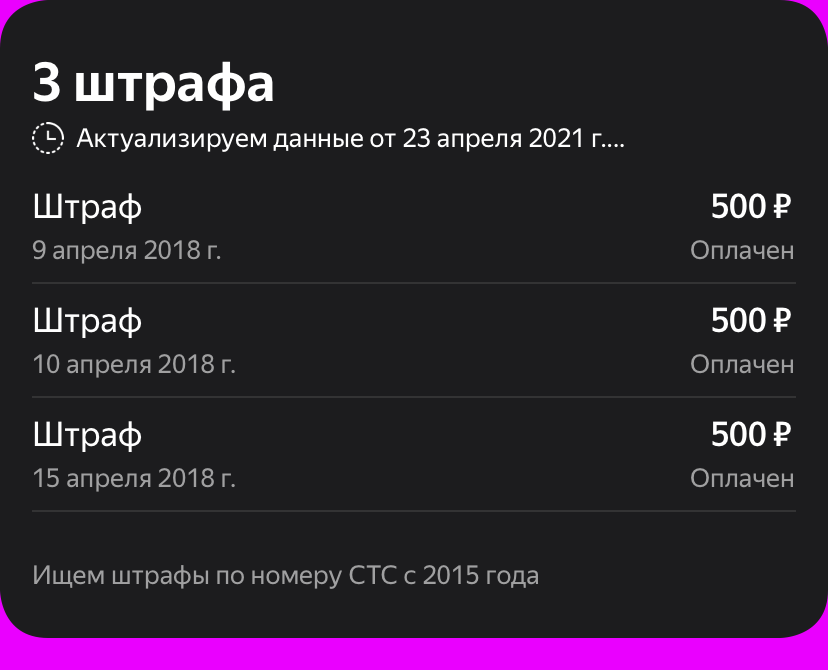 3 штрафа
Актуализируем данные от 23 апреля 2021 г....
Штраф 500 ₽
9 апреля 2018 г. Оплачен
Штраф 500 ₽
10 апреля 2018 г. Оплачен
Штраф 500 ₽
15 апреля 2018 г. Оплачен
Ищем штрафы по номеру СТС с 2015 года